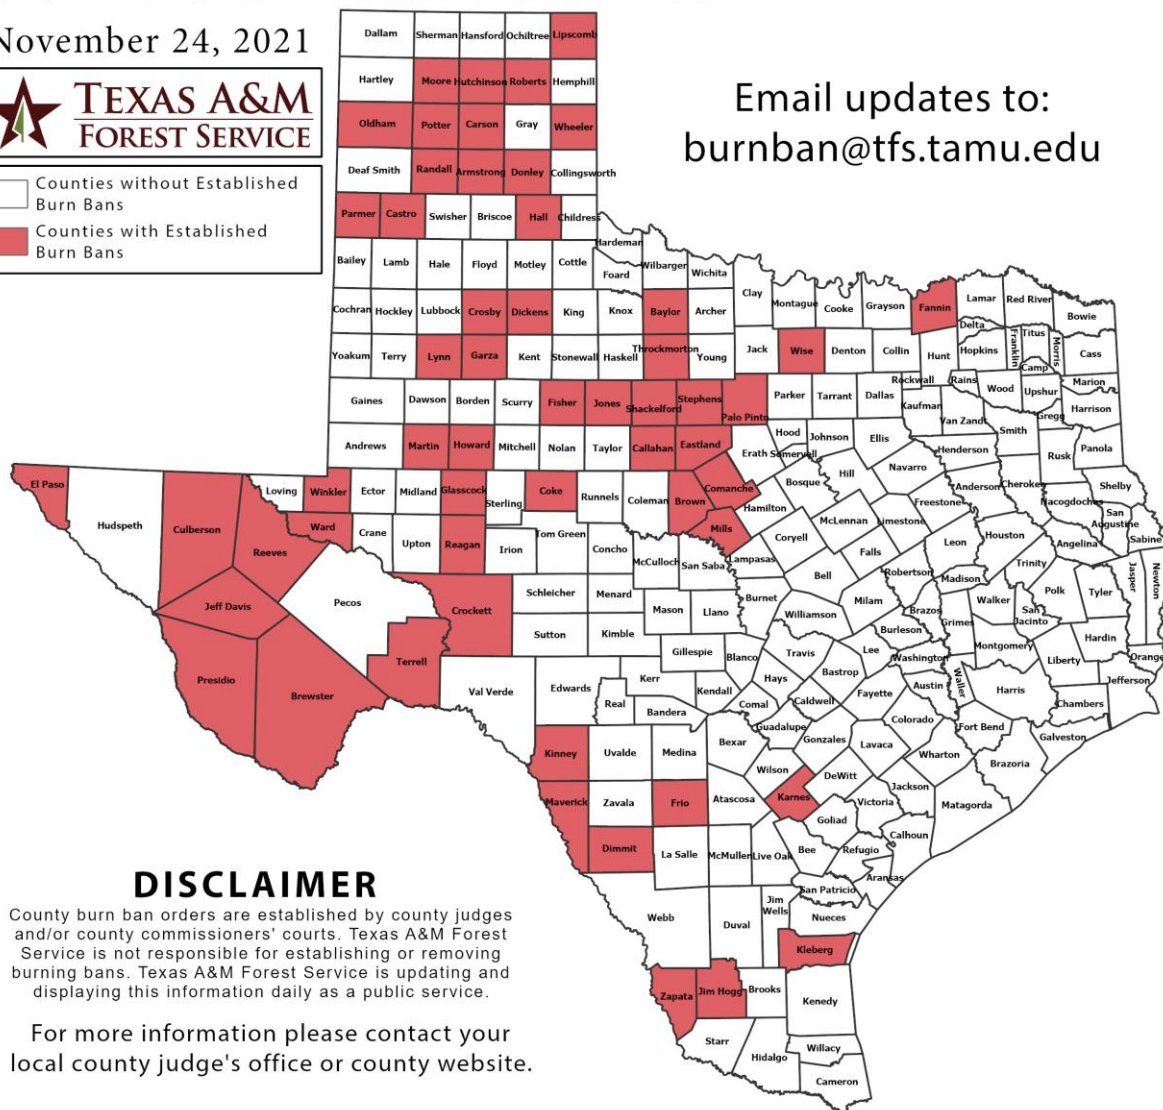 November 24, 2021
TEXAS A&M
FOREST SERVICE
Counties without Established
Burn Bans
Counties with Established
Burn Bans
Email updates to:
burnban@tfs.tamu.edu
Dallam Sherman Hansford Ochiltree Lipscomb
Hartley Moore Hutchinson Roberts Hemphill
Oldham Potter Carson Gray Wheeler
Deaf Smith Randall Armstrong Donley Collingsworth
Parmer Castro Swisher Briscoe Hall Childress
Hardeman
Bailey Lamb Hale Floyd Motley Cottle Foard Wilbarger Wichita
Clay Montague Cooke Grayson Fannin Lamar Red River Bowie
Cochran Hockley Lubbock Crosby Dickens King Knox Baylor Archer
Delta Titus Franklin Morris
Yoakum Terry Lynn Garza Kent Stonewall Haskell Throckmorton Young Jack Wise Denton Collin Hunt Hopkins Camp Cass
Rockwall Rains Wood Upshur Marion
Gaines Dawson Borden Scurry Fisher Jones Shackelford Stephens Palo Pinto Parker Tarrant Dallas Kaufman Van Zandt Gregg Harrison
Andrews Martin Howard Mitchell Nolan Taylor Callahan Eastland Erath Hood Somervell Johnson Ellis Henderson Smith Rusk Panola
El Paso Hudspeth Culberson Reeves Loving Winkler Ector Midland Glasscock Sterling Coke Runnels Coleman Brown Comanche Hamilton Bosque Hill Navarro Freestone Anderson Cherokee Nacogdoches Shelby
San
Augustine Sabine
Ward Crane Upton Reagan Irion Tom Green Concho McCulloch San Saba Mills Lampasas Coryell McLennan Limestone Falls Leon Houston Angelina
Robertson Madison Trinity Polk Tyler Jasper Newton
Jeff Davis Pecos Crockett Schleicher Menard Mason Llano Burnet Bell Williamson Milam Brazos Grimes Walker
San
Jacinto
Presidio Brewster Terrell Sutton Kimble Gillespie Blanco Travis Lee Burleson Washington Montgomery Liberty Hardin Orange
Val Verde Edwards Real Kerr Kendall Bandera Hays Comal Caldwell Bastrop Fayette Austin Waller Harris Chambers Jefferson
Kinney Uvalde Medina Bexar Guadalupe Gonzales Lavaca Colorado Wharton Fort Bend Brazoria Galveston
Maverick Zavala Frio Atascosa Wilson Karnes DeWitt Victoria Jackson Matagorda
Dimmit La Salle McMullen Live Oak Bee Goliad Refugio Calhoun Aransas
Webb Duval
Jim
Wells San Patricio Nueces
Kleberg
Zapata Jim Hogg Brooks Kenedy
Starr Hidalgo Willacy
Cameron
DISCLAIMER
County burn ban orders are established by county judges
and/or county commissioners' courts. Texas A&M Forest
Service is not responsible for establishing or removing
burning bans. Texas A&M Forest Service is updating and
displaying this information daily as a public service.
For more information please contact your
local county judge's office or county website.